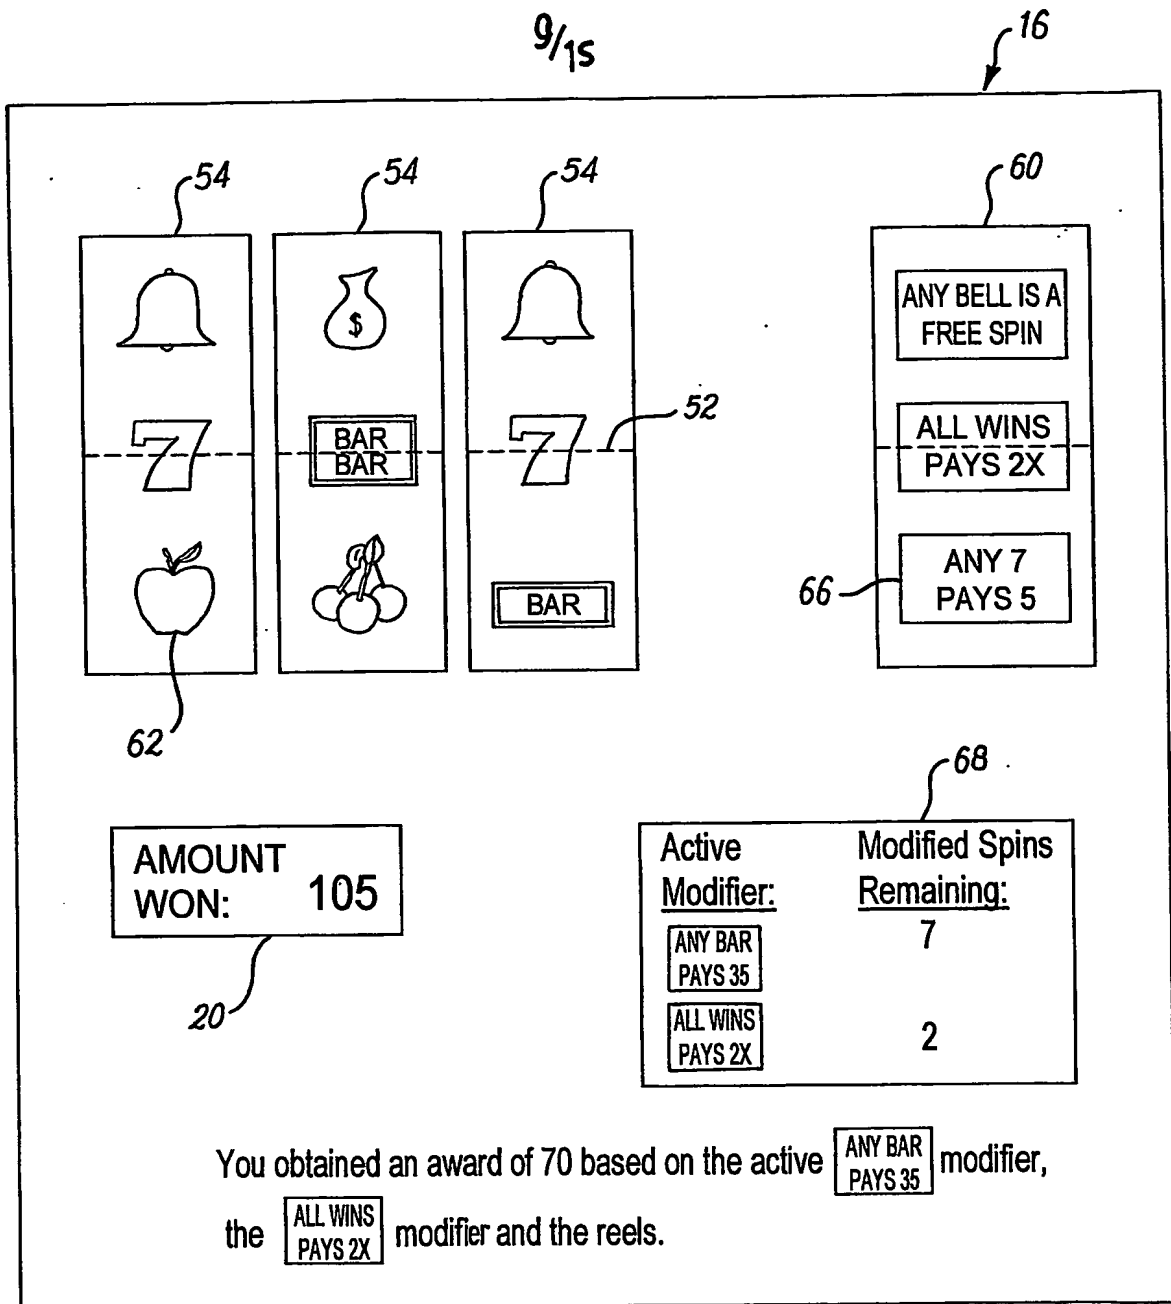 9/15
16
54
54
54
60
$
ANY BELL IS A
FREE SPIN
52
7
BAR
BAR
7
ALL WINS
PAYS 2X
66
ANY 7
PAYS 5
BAR
62
68
AMOUNT
WON: 105
20
Active
Modifier:
Modified Spins
Remaining:
ANY BAR
PAYS 35
7
ALL WINS
PAYS 2X
2
You obtained an award of 70 based on the active ANY BAR PAYS 35 modifier,
the ALL WINS PAYS 2X modifier and the reels.